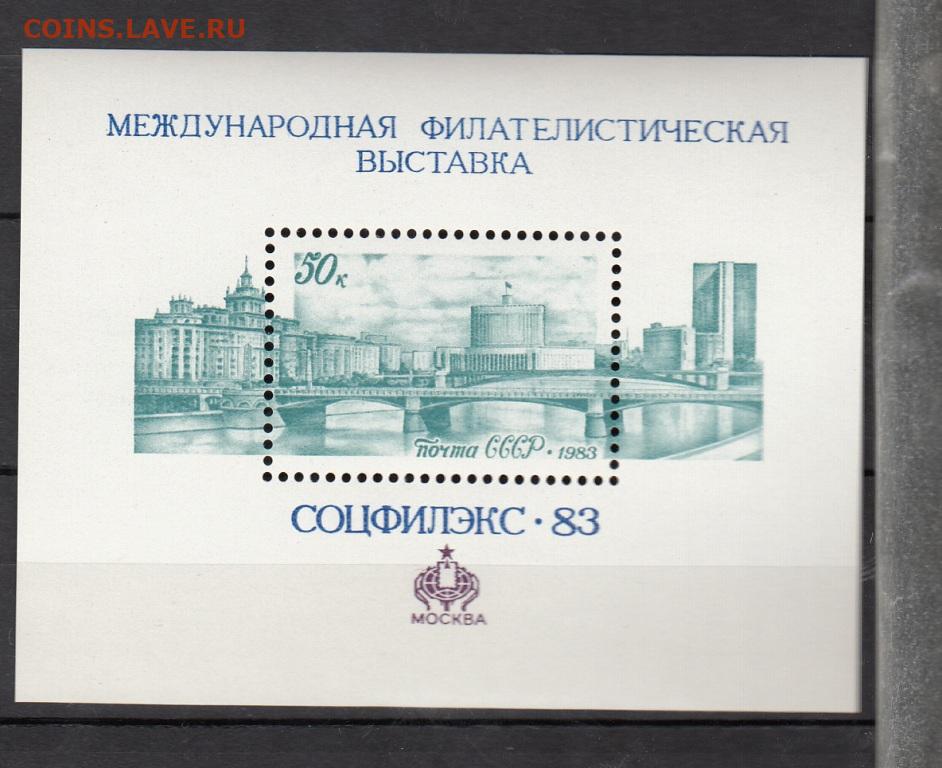 COINS.LAVE.RU
МЕЖДУНАРОДНАЯ ФИЛАТЕЛИСТИЧЕСКАЯ
ВЫСТАВКА
50к
почта СССР · 1983
СОЦФИЛЭКС · 83
МОСКВА